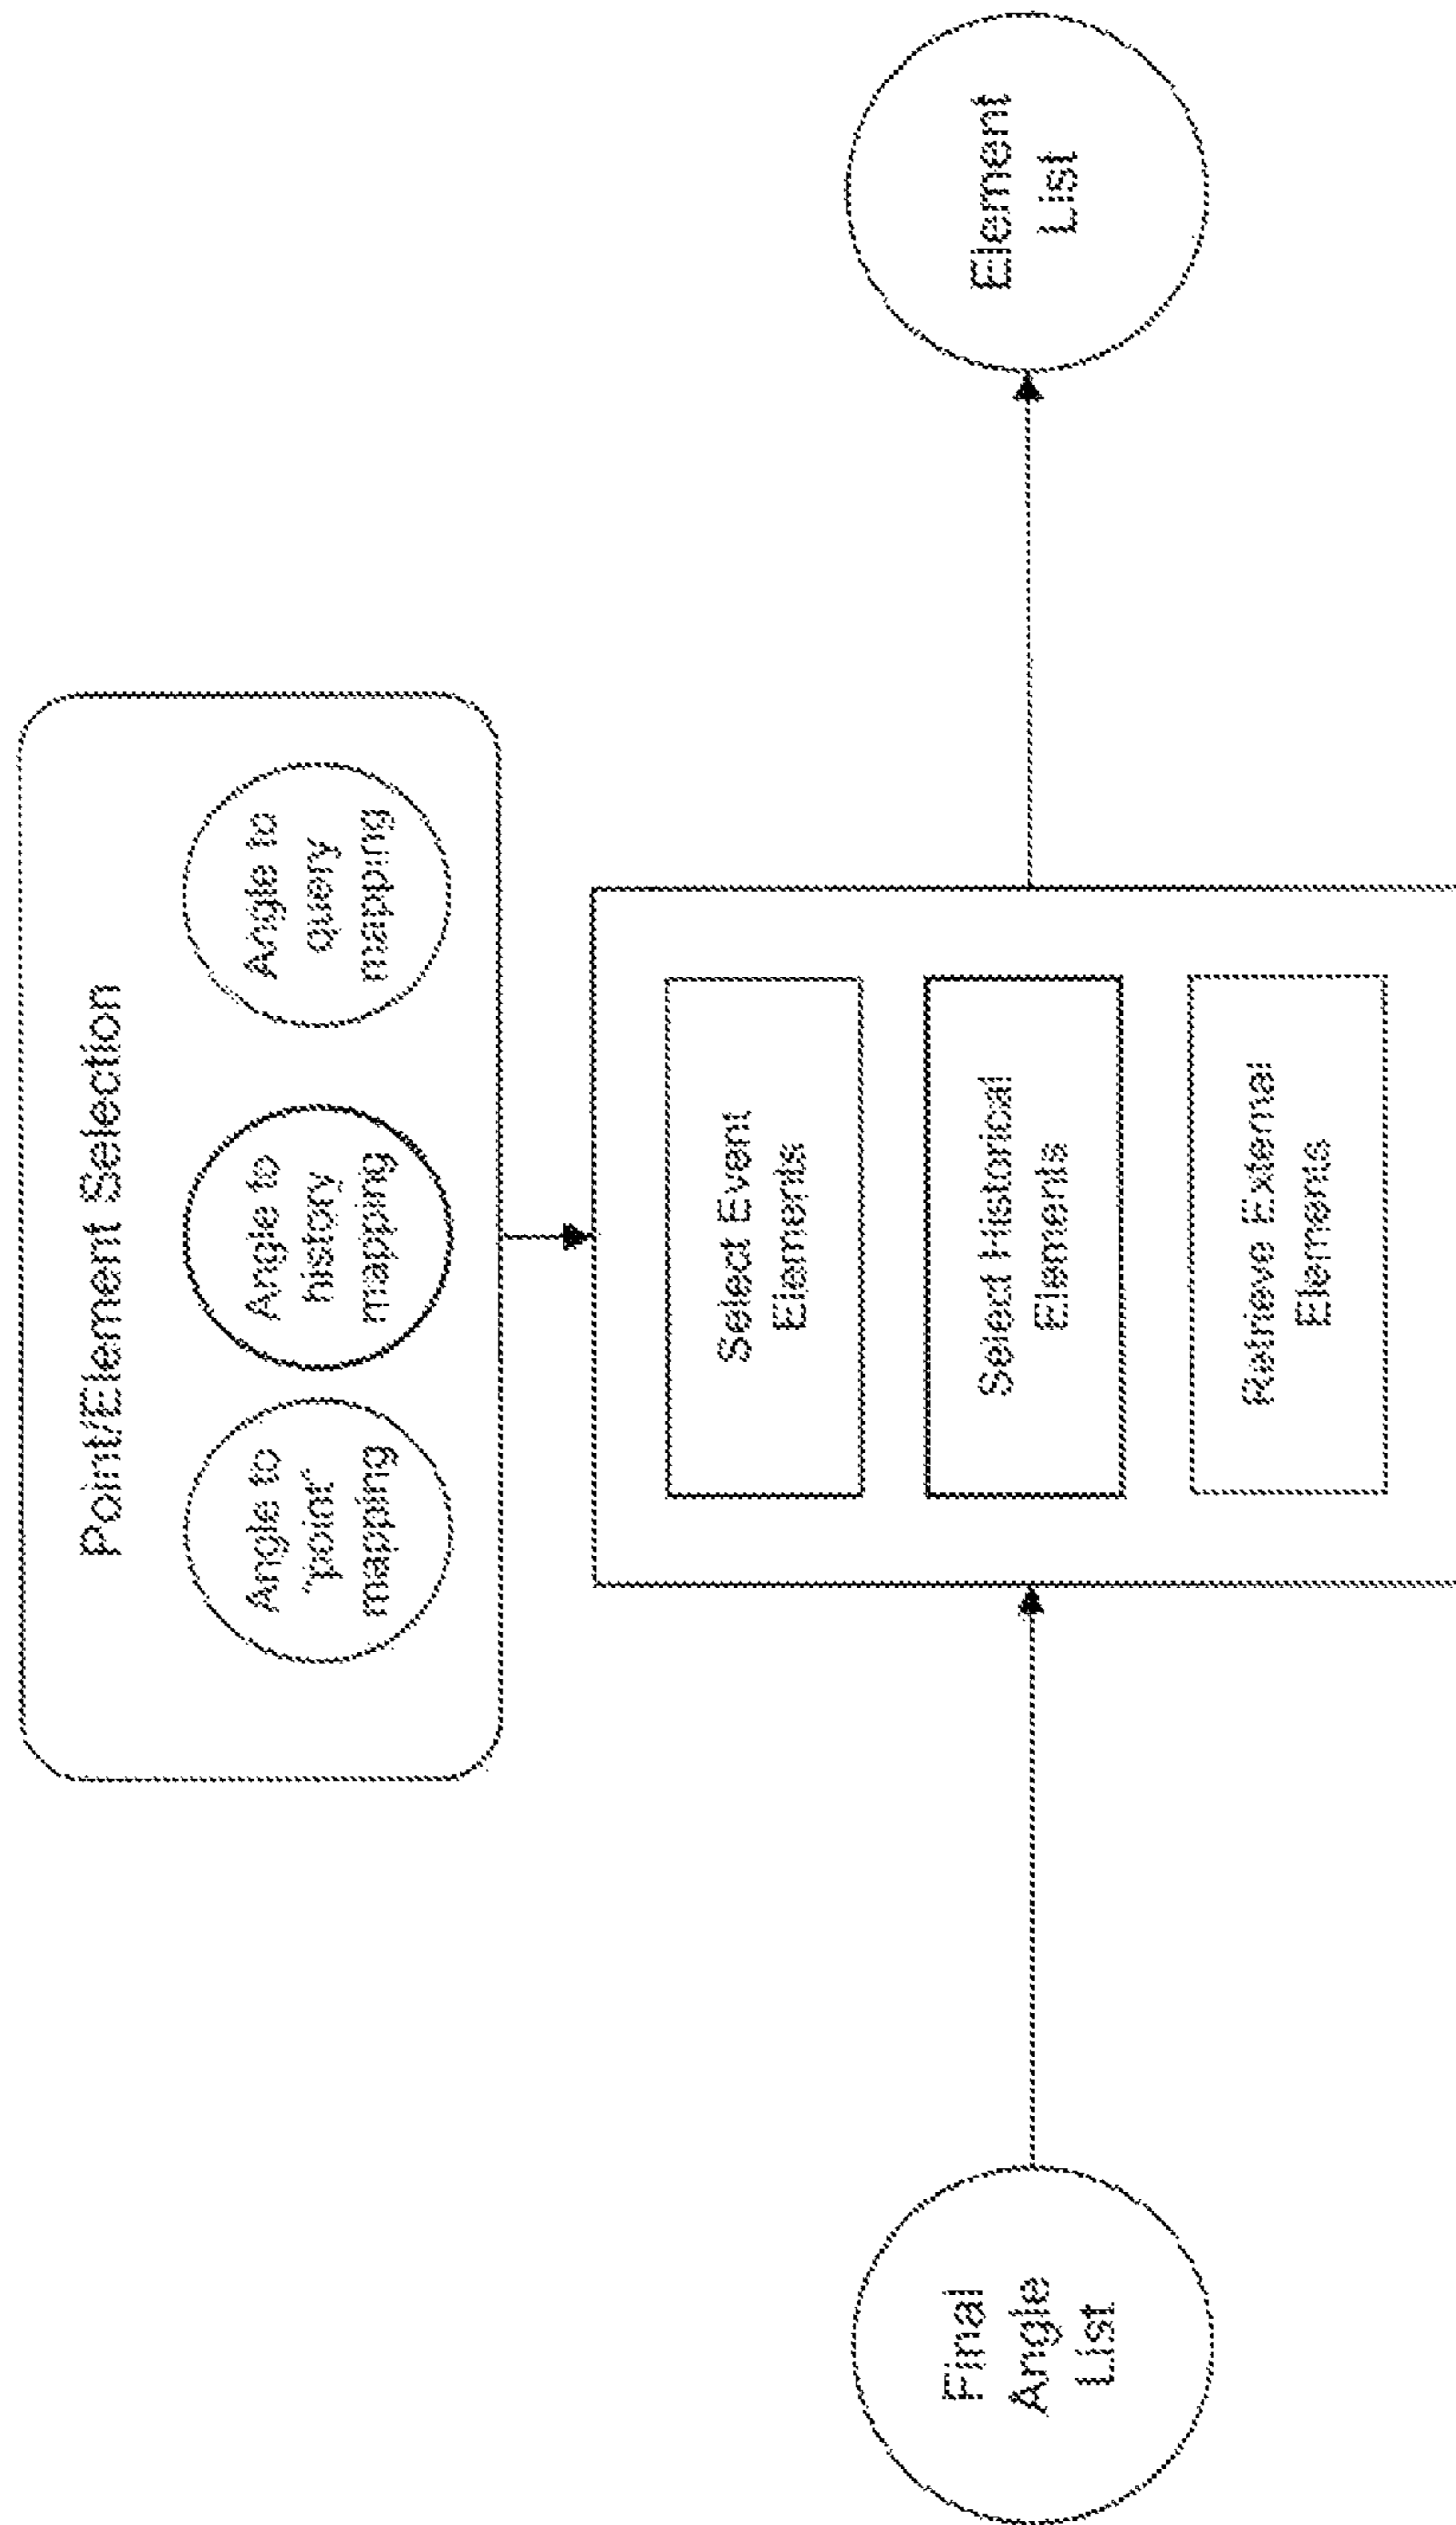 Point/Element Selection
Angle to
"point"
mapping
Angle to
history
mapping
Angle to
query
mapping
Final
Angle
List
Select Event
Elements
Select Historical
Elements
Retrieve External
Elements
Element
List